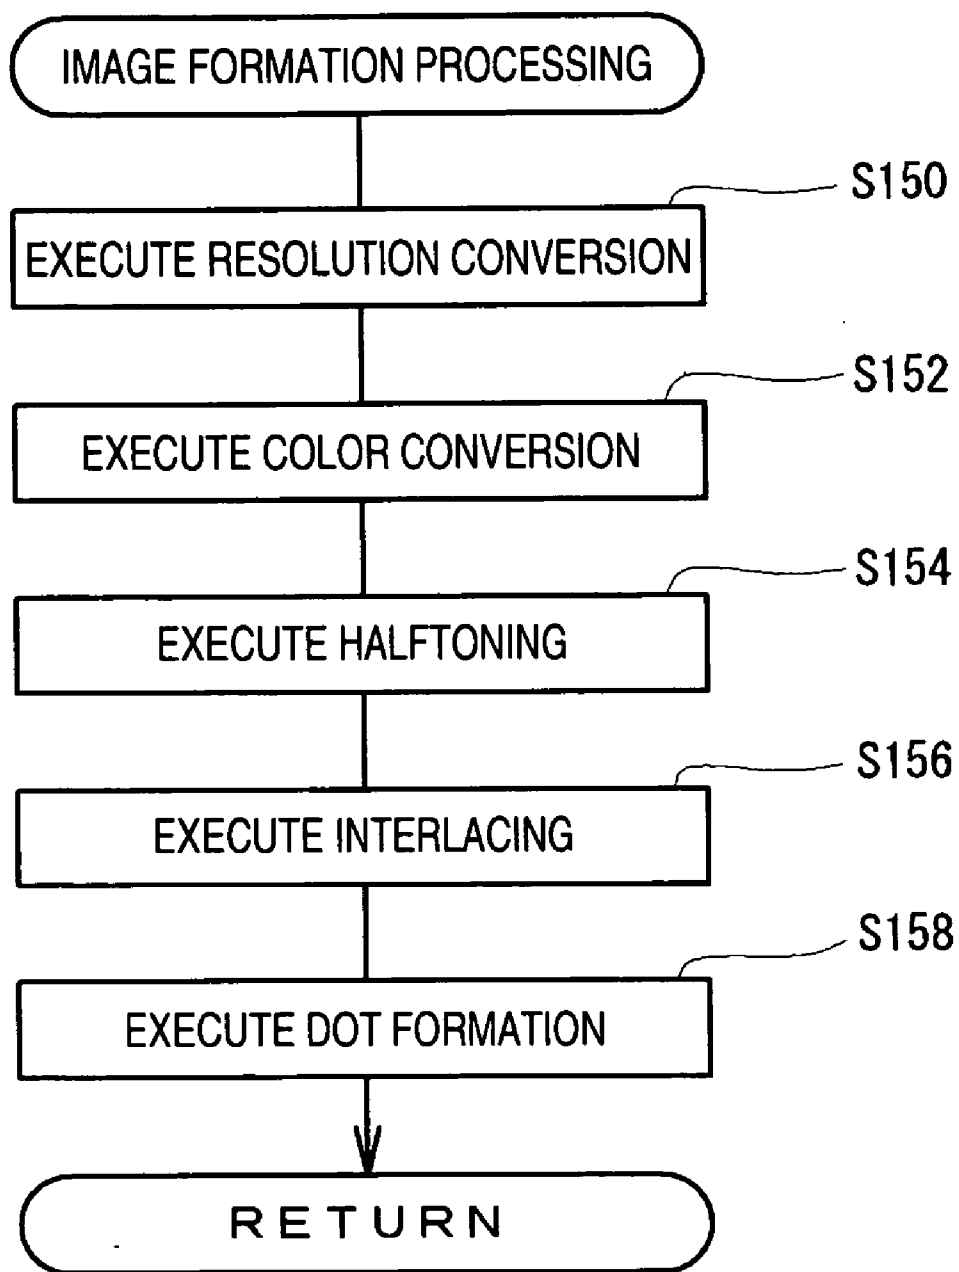 IMAGE FORMATION PROCESSING
S150
EXECUTE RESOLUTION CONVERSION
S152
EXECUTE COLOR CONVERSION
S154
EXECUTE HALFTONING
S156
EXECUTE INTERLACING
S158
EXECUTE DOT FORMATION
RETURN